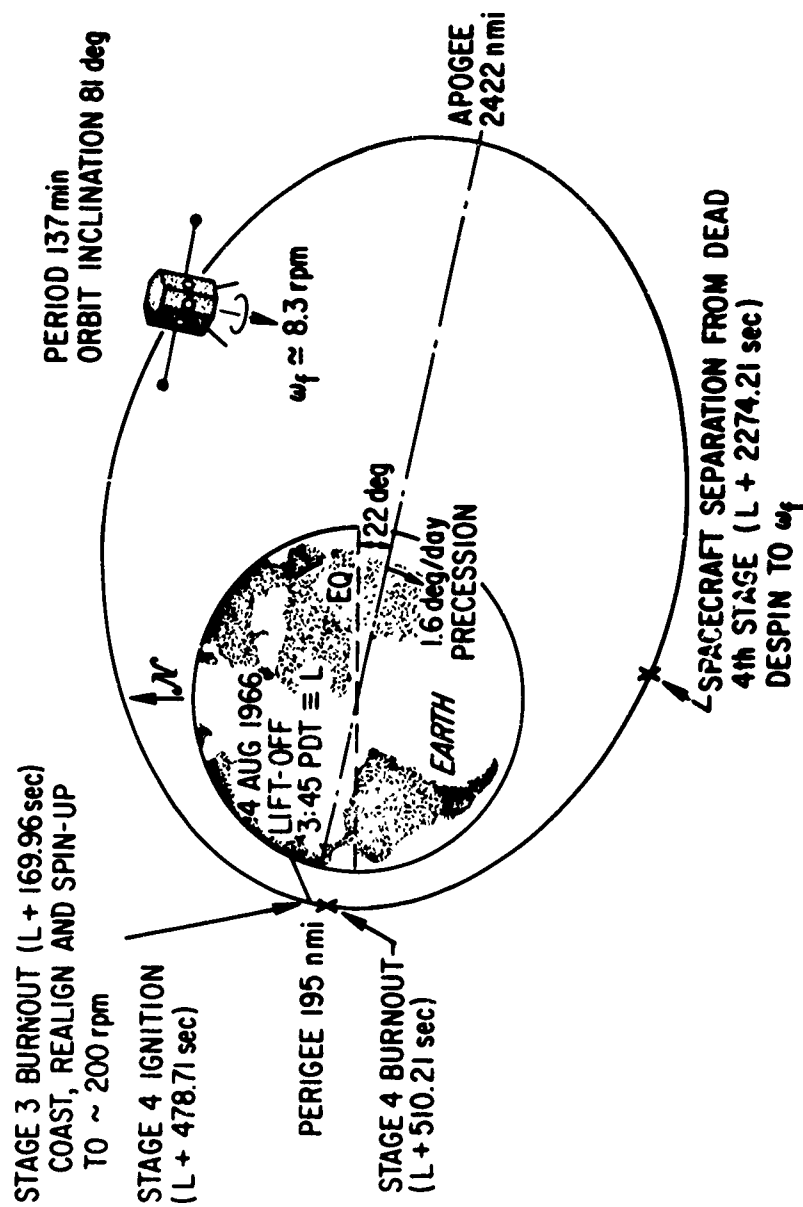 STAGE 3 BURNOUT (L + 169.96 sec)
COAST, REALIGN AND SPIN-UP
TO ~ 200 rpm
STAGE 4 IGNITION
(L + 478.71 sec)
PERIGEE 195 nmi
STAGE 4 BURNOUT
(L + 510.21 sec)
N
4 AUG 1966
LIFT-OFF
3:45 PDT ≡ L
EQ
EARTH
22 deg
1.6 deg/day
PRECESSION
PERIOD 137 min
ORBIT INCLINATION 81 deg
ωf ≃ 8.3 rpm
APOGEE
2422 nmi
SPACECRAFT SEPARATION FROM DEAD
4th STAGE (L + 2274.21 sec)
DESPIN TO ωf